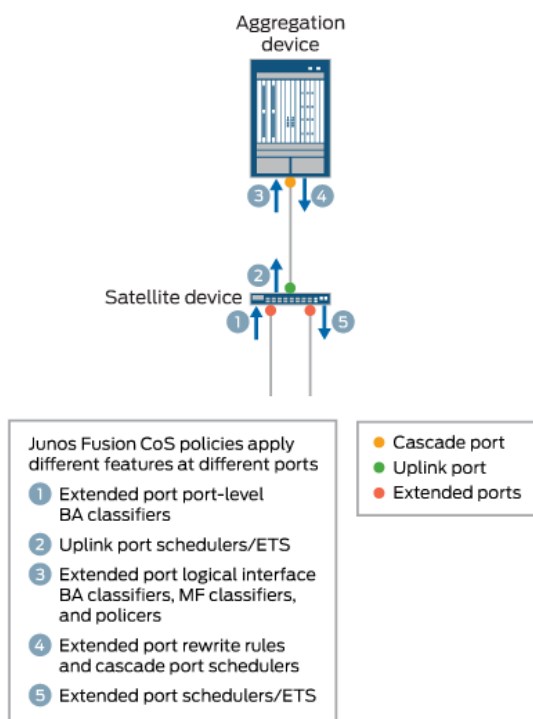 Aggregation
device
3
4
2
Satellite device
1
5
Junos Fusion CoS policies apply
different features at different ports
1 Extended port port-level
BA classifiers
2 Uplink port schedulers/ETS
3 Extended port logical interface
BA classifiers, MF classifiers,
and policers
4 Extended port rewrite rules
and cascade port schedulers
5 Extended port schedulers/ETS
Cascade port
Uplink port
Extended ports